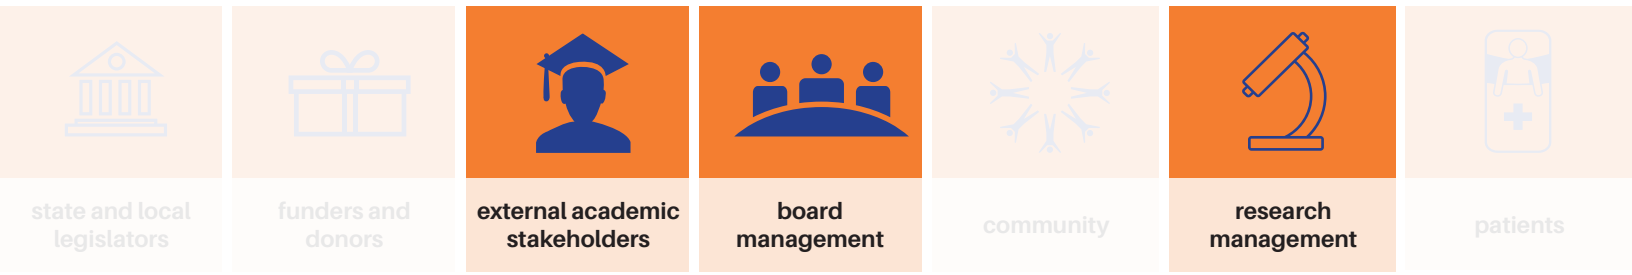 state and local
legislators
funders and
donors
external academic
stakeholders
board
management
community
research
management
patients